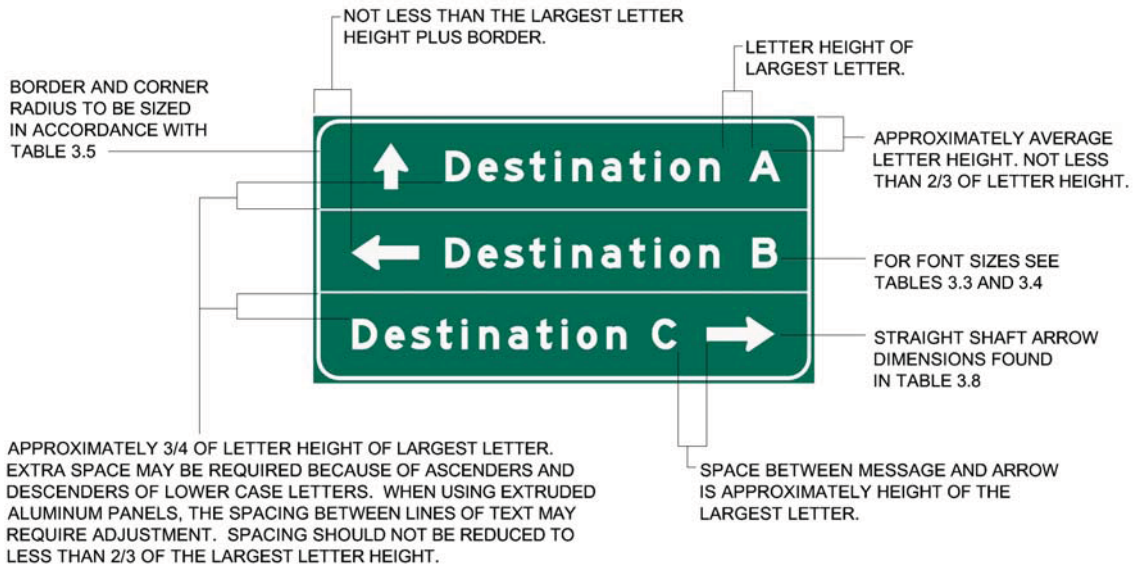 NOT LESS THAN THE LARGEST LETTER
HEIGHT PLUS BORDER.
LETTER HEIGHT OF
LARGEST LETTER.
BORDER AND CORNER
RADIUS TO BE SIZED
IN ACCORDANCE WITH
TABLE 3.5
APPROXIMATELY AVERAGE
LETTER HEIGHT. NOT LESS
THAN 2/3 OF LETTER HEIGHT.
Destination A
Destination B
Destination C
FOR FONT SIZES SEE
TABLES 3.3 AND 3.4
STRAIGHT SHAFT ARROW
DIMENSIONS FOUND
IN TABLE 3.8
APPROXIMATELY 3/4 OF LETTER HEIGHT OF LARGEST LETTER.
EXTRA SPACE MAY BE REQUIRED BECAUSE OF ASCENDERS AND
DESCENDERS OF LOWER CASE LETTERS. WHEN USING EXTRUDED
ALUMINUM PANELS, THE SPACING BETWEEN LINES OF TEXT MAY
REQUIRE ADJUSTMENT. SPACING SHOULD NOT BE REDUCED TO
LESS THAN 2/3 OF THE LARGEST LETTER HEIGHT.
SPACE BETWEEN MESSAGE AND ARROW
IS APPROXIMATELY HEIGHT OF THE
LARGEST LETTER.